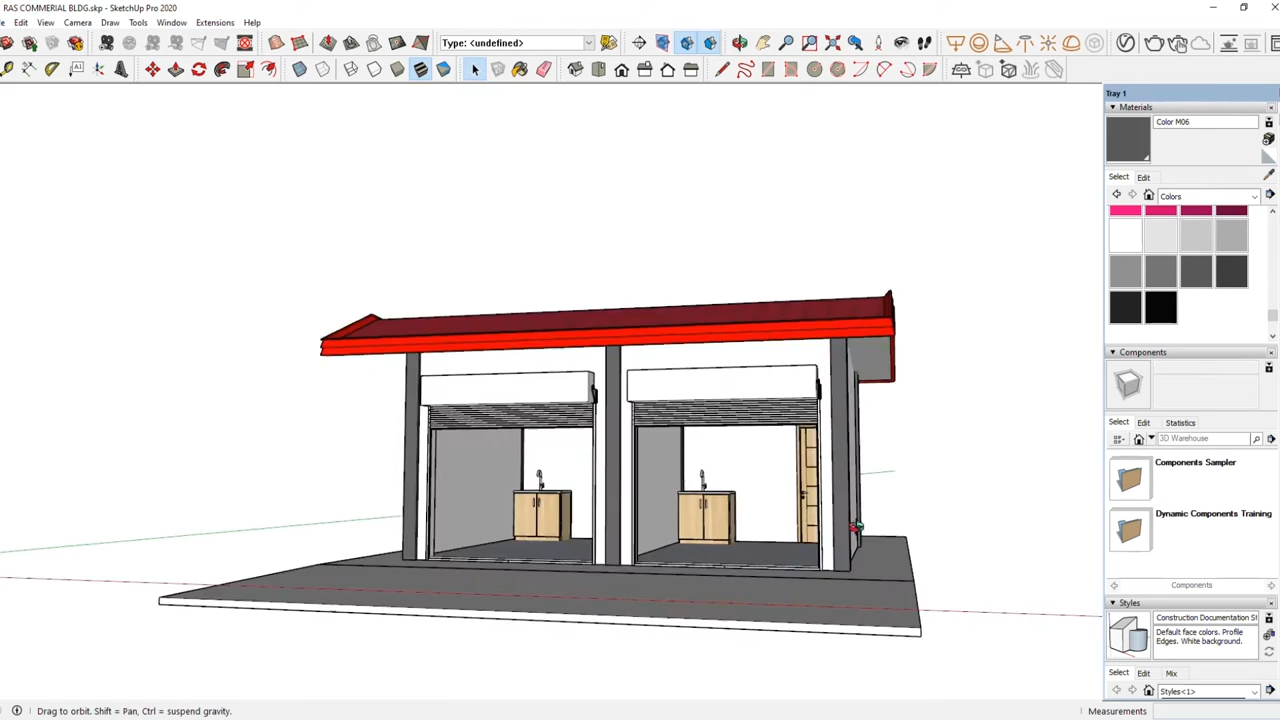 RAS COMMERIAL BLDG.skp - SketchUp Pro 2020
Edit View Camera Draw Tools Window Extensions Help
Type: <undefined>
A1
Tray 1
Materials
Color M06
Select Edit
Colors
Components
Select Edit Statistics
3D Warehouse
Components Sampler
Dynamic Components Training
Components
Styles
Construction Documentation St
Default face colors. Profile
Edges. White background.
Select Edit Mix
Styles<1>
Drag to orbit. Shift = Pan, Ctrl = suspend gravity.
Measurements